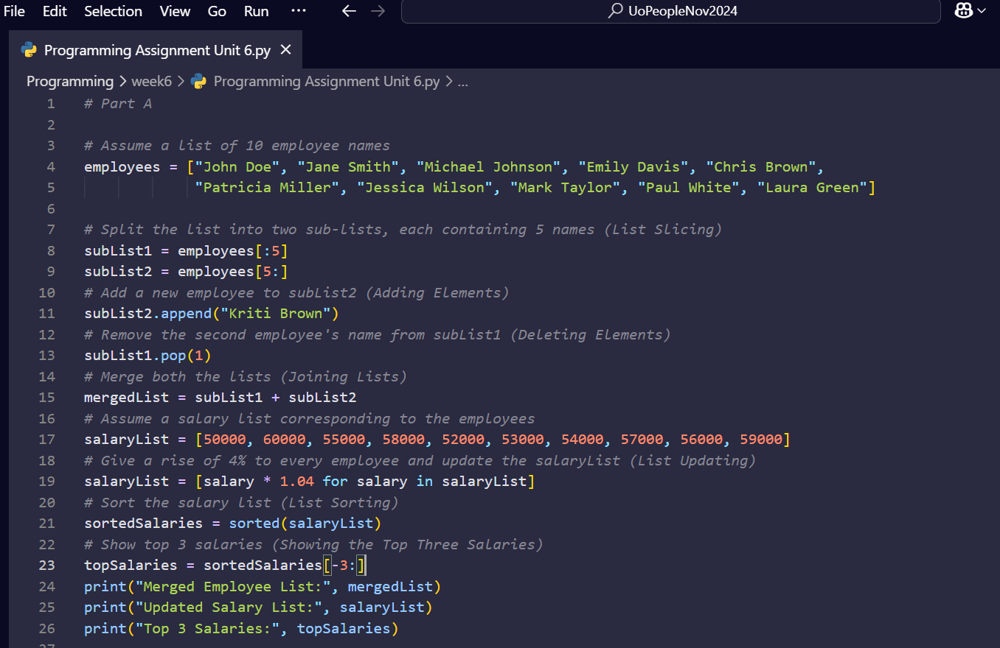 File Edit Selection View Go Run ··· UoPeopleNov2024
Programming Assignment Unit 6.py
Programming > week6 > Programming Assignment Unit 6.py > ...
1 # Part A
2
3 # Assume a list of 10 employee names
4 employees = ["John Doe", "Jane Smith", "Michael Johnson", "Emily Davis", "Chris Brown",
5 "Patricia Miller", "Jessica Wilson", "Mark Taylor", "Paul White", "Laura Green"]
6
7 # Split the list into two sub-lists, each containing 5 names (List Slicing)
8 subList1 = employees[:5]
9 subList2 = employees[5:]
10 # Add a new employee to subList2 (Adding Elements)
11 subList2.append("Kriti Brown")
12 # Remove the second employee's name from subList1 (Deleting Elements)
13 subList1.pop(1)
14 # Merge both the lists (Joining Lists)
15 mergedList = subList1 + subList2
16 # Assume a salary list corresponding to the employees
17 salaryList = [50000, 60000, 55000, 58000, 52000, 53000, 54000, 57000, 56000, 59000]
18 # Give a rise of 4% to every employee and update the salaryList (List Updating)
19 salaryList = [salary * 1.04 for salary in salaryList]
20 # Sort the salary list (List Sorting)
21 sortedSalaries = sorted(salaryList)
22 # Show top 3 salaries (Showing the Top Three Salaries)
23 topSalaries = sortedSalaries[-3:]
24 print("Merged Employee List:", mergedList)
25 print("Updated Salary List:", salaryList)
26 print("Top 3 Salaries:", topSalaries)
27